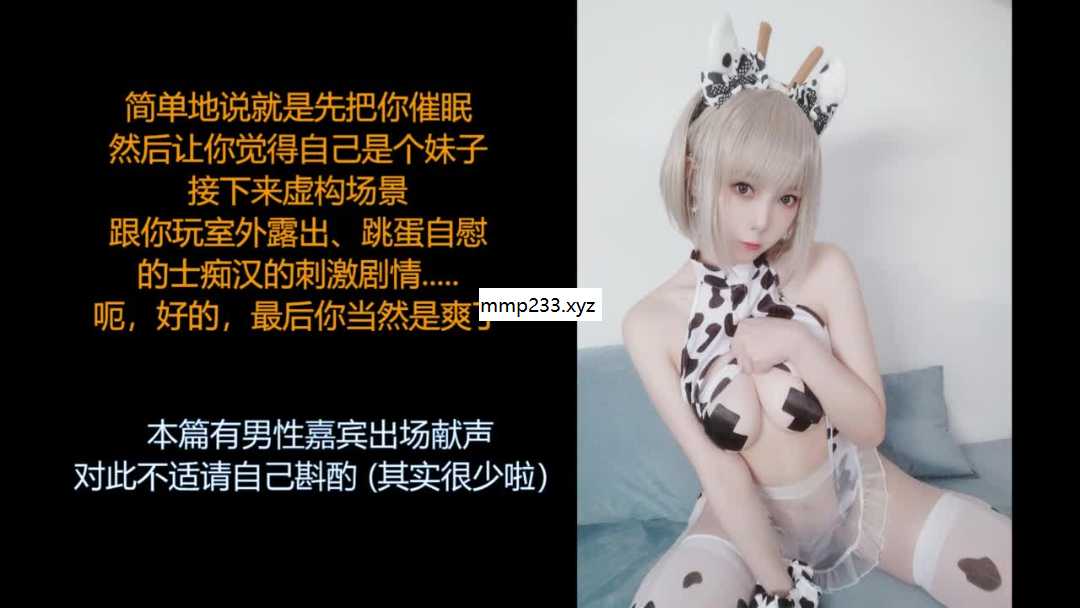 简单地说就是先把你催眠
然后让你觉得自己是个妹子
接下来虚构场景
跟你玩室外露出、跳蛋自慰
的士痴汉的刺激剧情.....
呃，好的，最后你当然是爽了
mmp233.xyz
本篇有男性嘉宾出场献声
对此不适请自己斟酌 (其实很少啦)